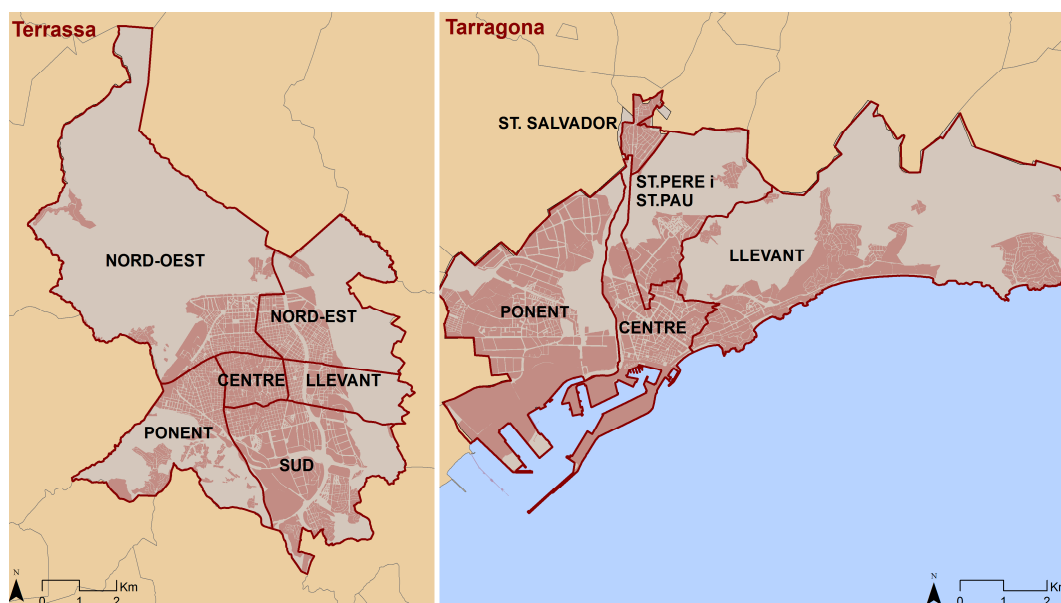 Terrassa
NORD-OEST
NORD-EST
CENTRE
LLEVANT
PONENT
SUD
N
0 1 2 Km
Tarragona
ST. SALVADOR
ST.PERE i
ST.PAU
LLEVANT
PONENT
CENTRE
N
0 1 2 Km